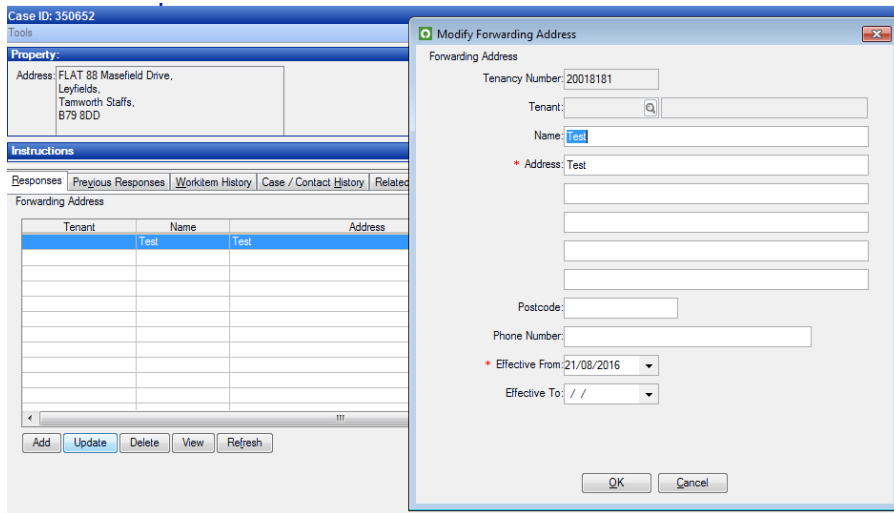 Case ID: 350652
Tools
Property:
Address: FLAT 88 Masefield Drive,
Leyfields,
Tamworth Staffs,
B79 8DD
Instructions
Responses Previous Responses Workitem History Case / Contact History Related
Forwarding Address
Tenant Name Address
Test Test
Add Update Delete View Refresh
Modify Forwarding Address
Forwarding Address
Tenancy Number: 20018181
Tenant:
Name: Test
* Address: Test
Postcode:
Phone Number:
* Effective From: 21/08/2016
Effective To: / /
OK Cancel